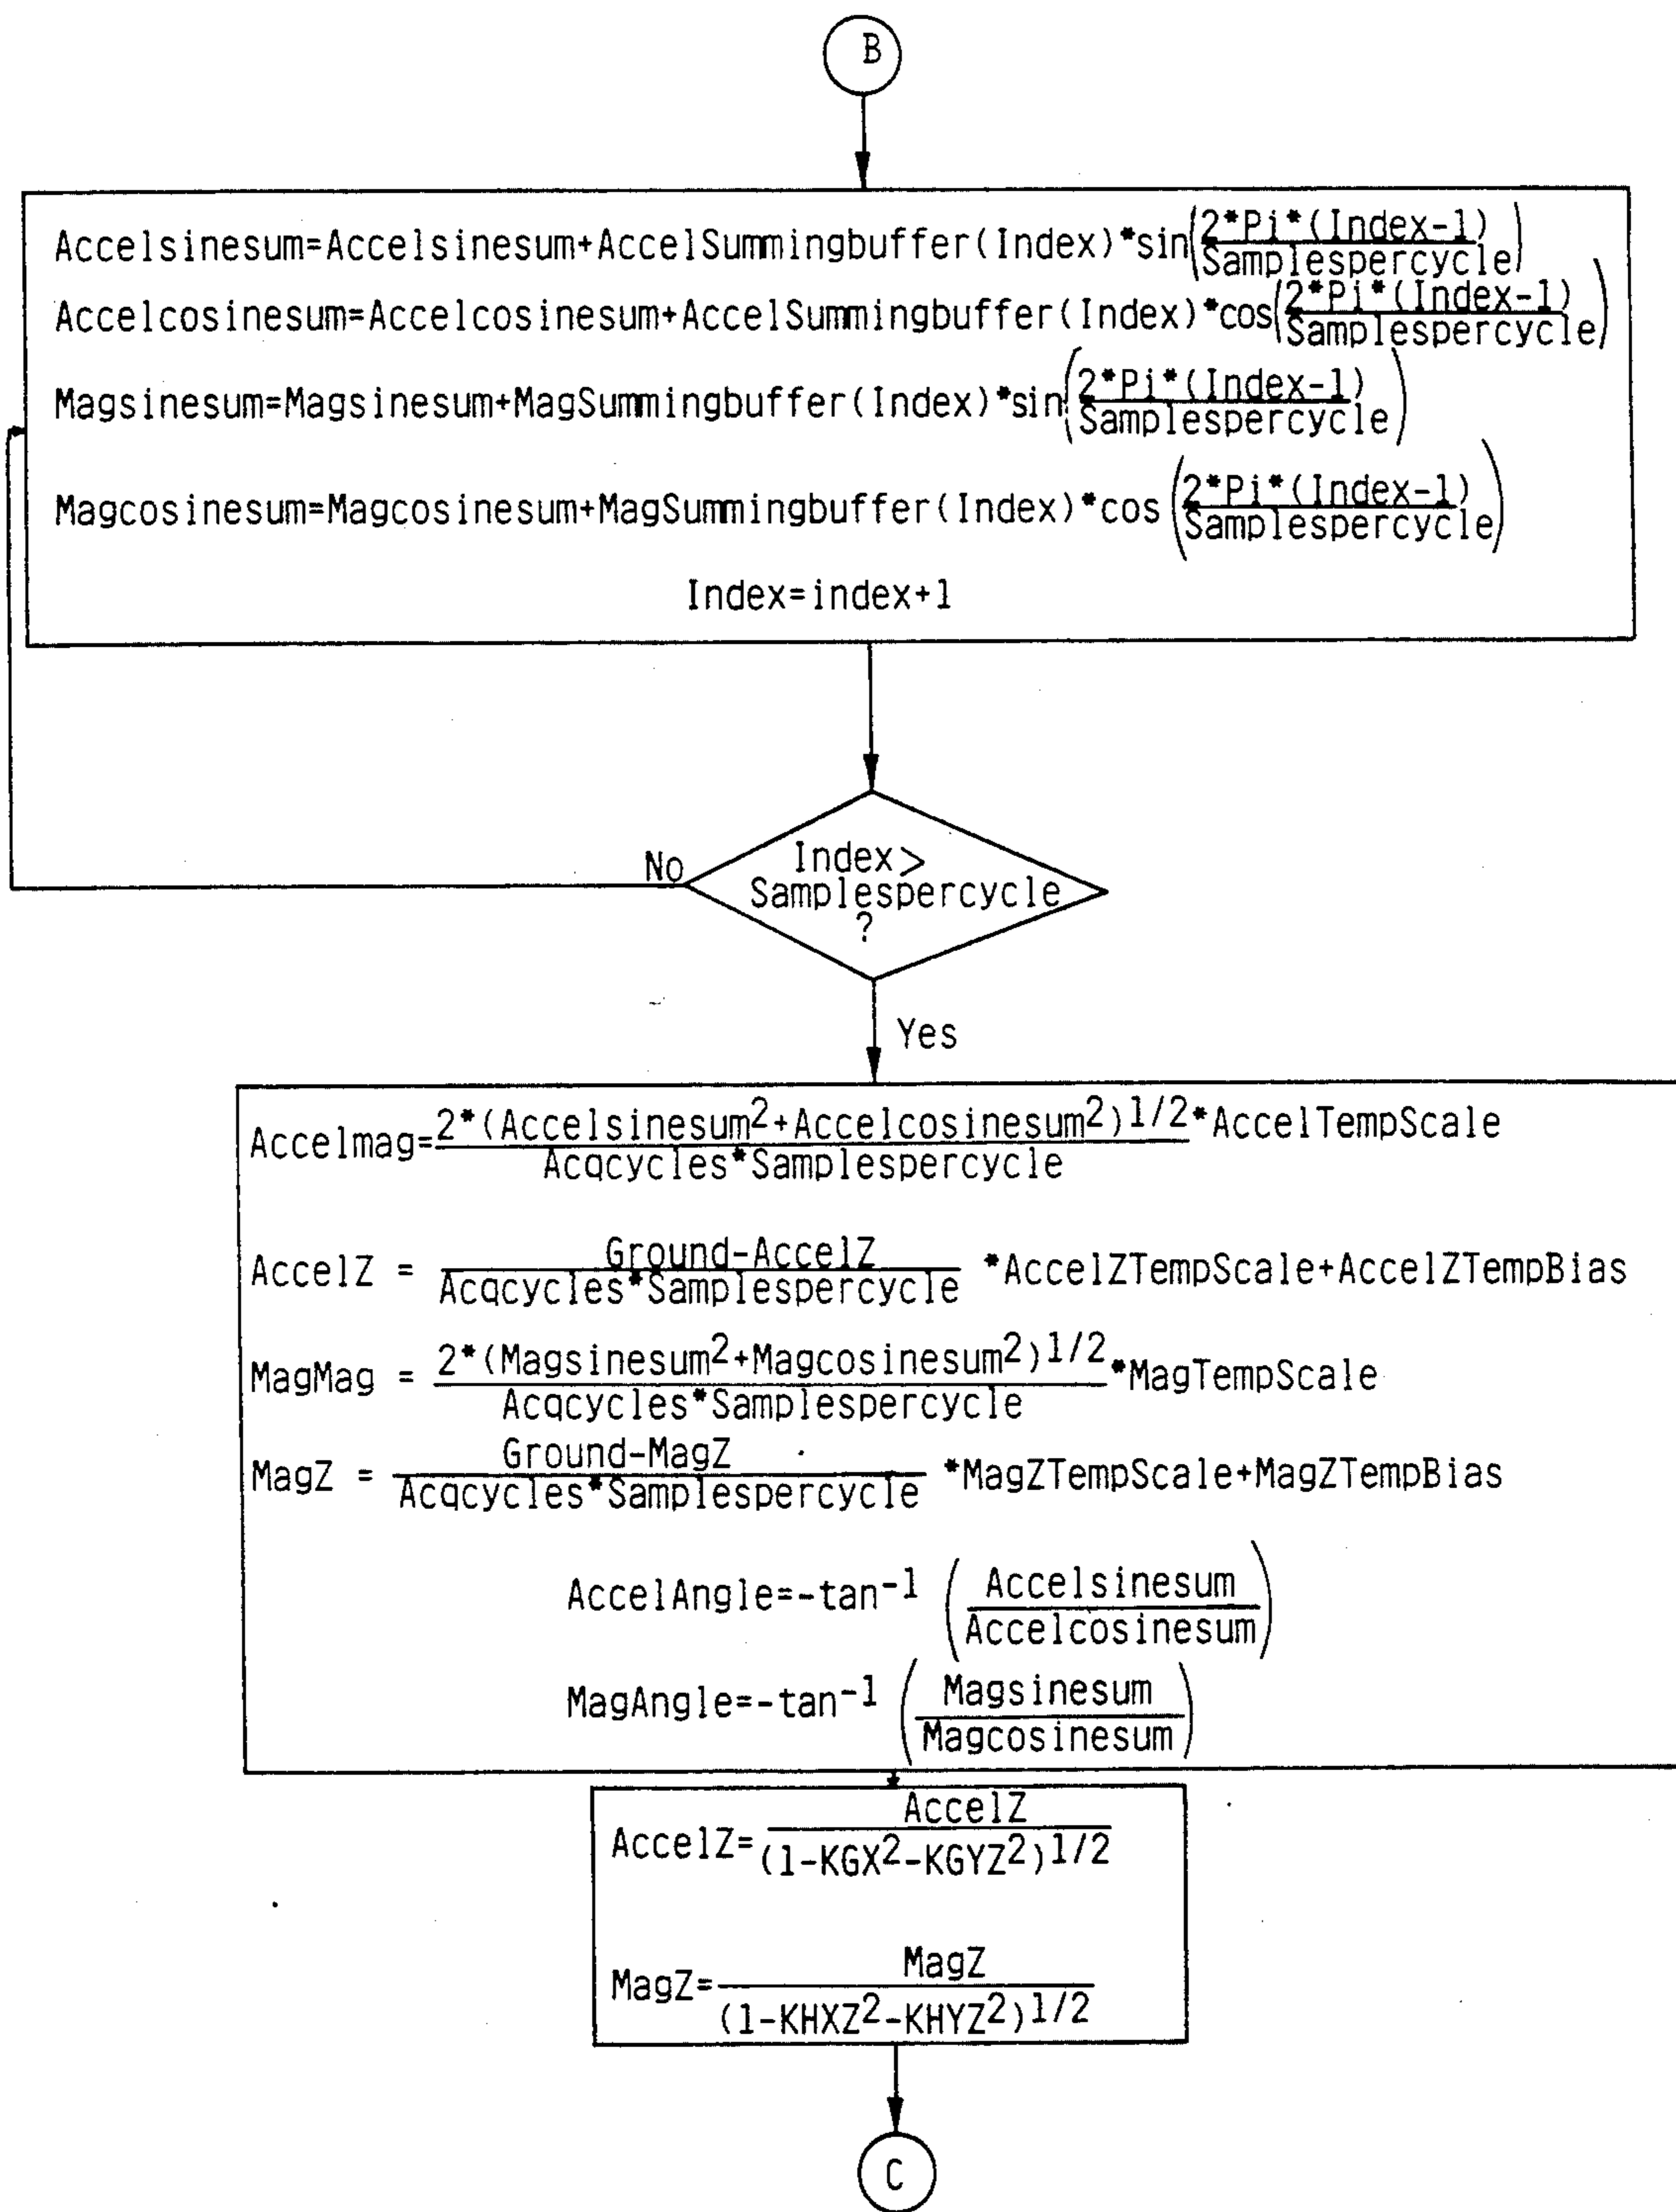 B
Accelsinesum=Accelsinesum+AccelSummingbuffer(Index)*sin(2*Pi*(Index-1)/Samplespercycle)
Accelcosinesum=Accelcosinesum+AccelSummingbuffer(Index)*cos(2*Pi*(Index-1)/Samplespercycle)
Magsinesum=Magsinesum+MagSummingbuffer(Index)*sin(2*Pi*(Index-1)/Samplespercycle)
Magcosinesum=Magcosinesum+MagSummingbuffer(Index)*cos(2*Pi*(Index-1)/Samplespercycle)
Index=index+1
No
Index>
Samplespercycle
?
Yes
Accelmag=2*(Accelsinesum²+Accelcosinesum²)1/2/Acqcycles*Samplespercycle*AccelTempScale
AccelZ = Ground-AccelZ/Acqcycles*Samplespercycle *AccelZTempScale+AccelZTempBias
MagMag = 2*(Magsinesum²+Magcosinesum²)1/2/Acqcycles*Samplespercycle*MagTempScale
MagZ = Ground-MagZ/Acqcycles*Samplespercycle *MagZTempScale+MagZTempBias
AccelAngle=-tan⁻¹ (Accelsinesum/Accelcosinesum)
MagAngle=-tan⁻¹ (Magsinesum/Magcosinesum)
AccelZ=AccelZ/(1-KGX²-KGYZ²)1/2
MagZ=MagZ/(1-KHXZ²-KHYZ²)1/2
C